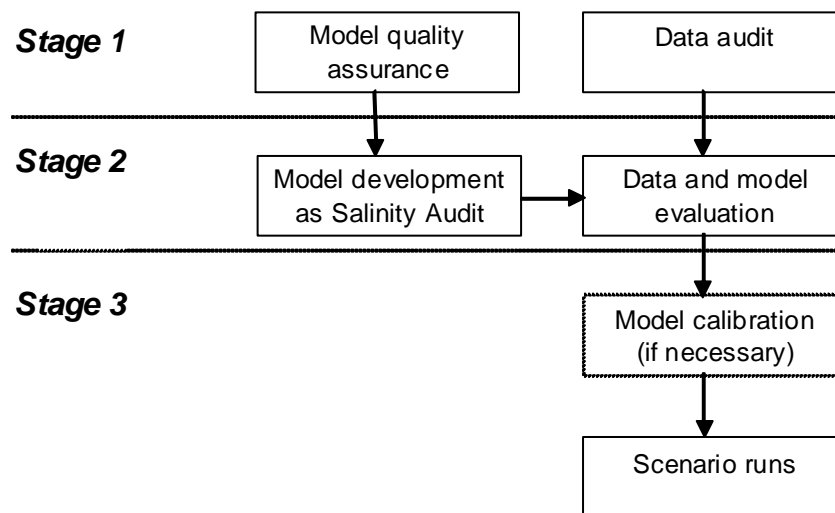 Stage 1
Model quality
assurance
Data audit
Stage 2
Model development
as Salinity Audit
Data and model
evaluation
Stage 3
Model calibration
(if necessary)
Scenario runs